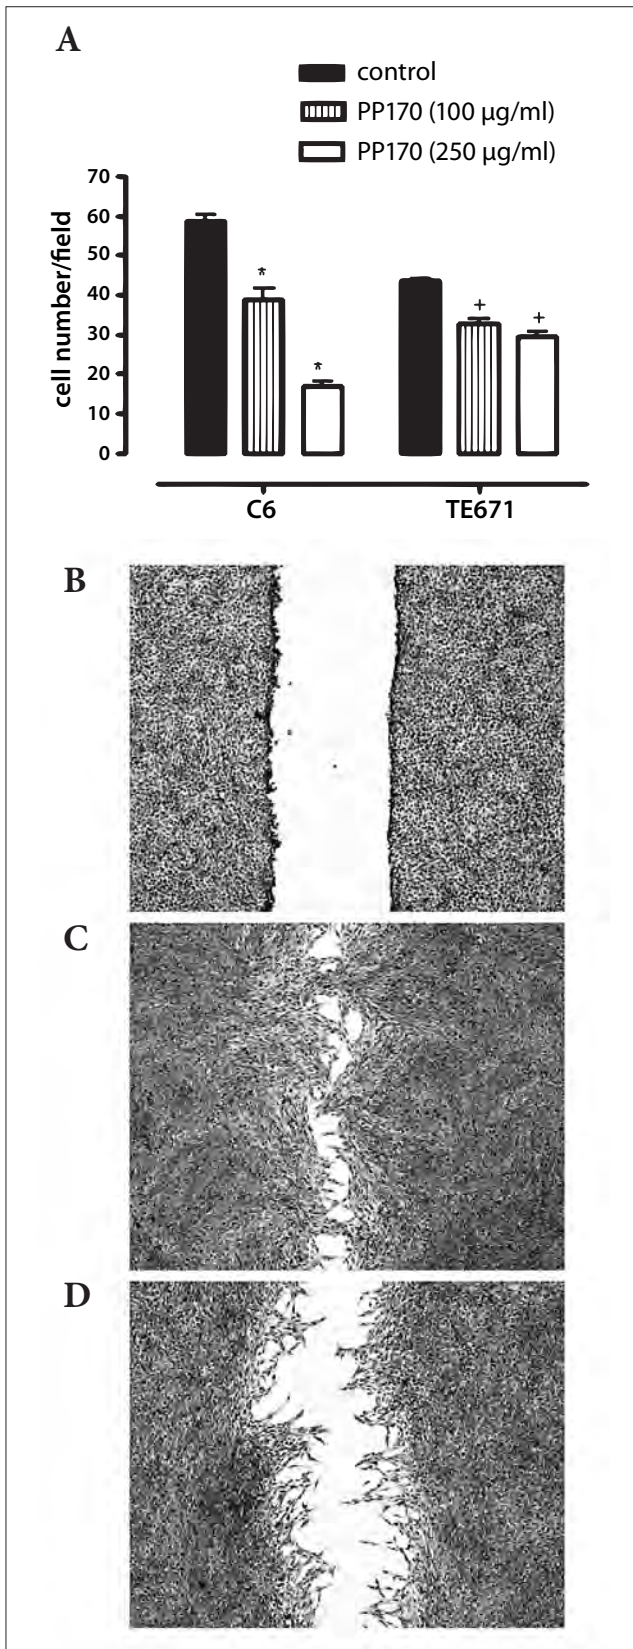 A
control
PP170 (100 µg/ml)
PP170 (250 µg/ml)
cell number/field
70
60
50
40
30
20
10
0
*
*
+
+
C6
TE671
B
C
D